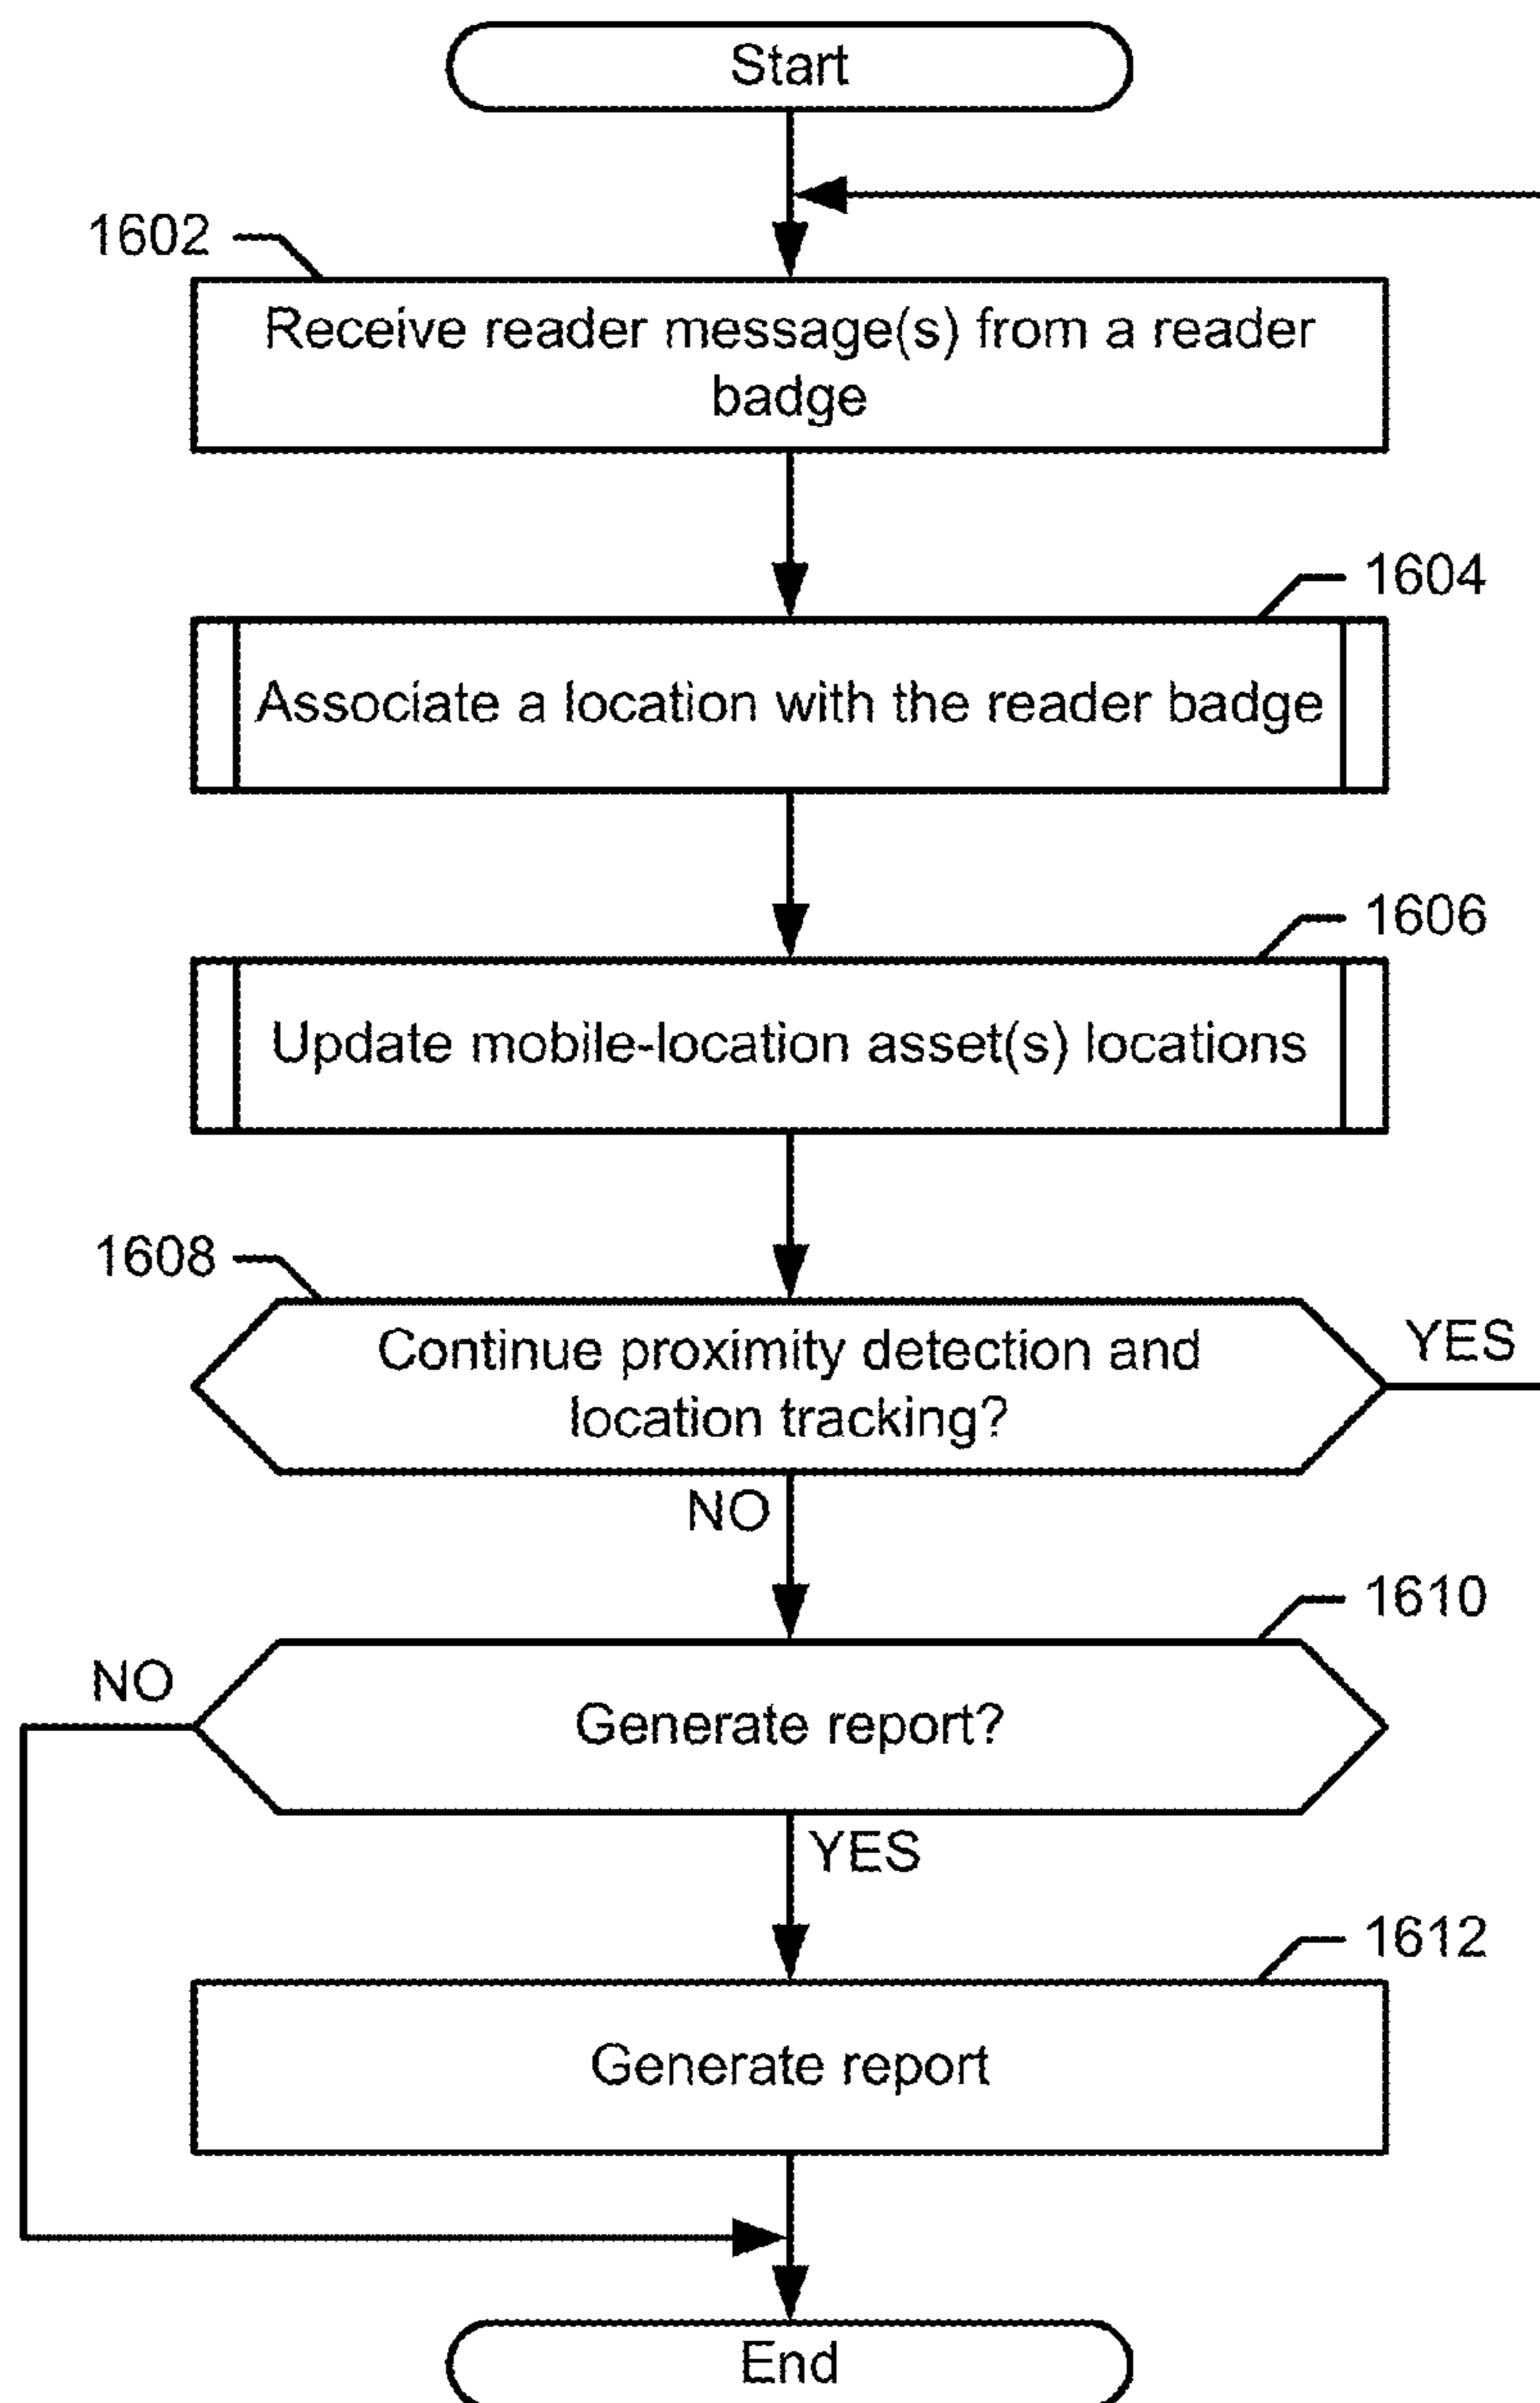 Start
1602
Receive reader message(s) from a reader
badge
1604
Associate a location with the reader badge
1606
Update mobile-location asset(s) locations
1608
Continue proximity detection and
location tracking?
YES
NO
1610
NO
Generate report?
YES
1612
Generate report
End